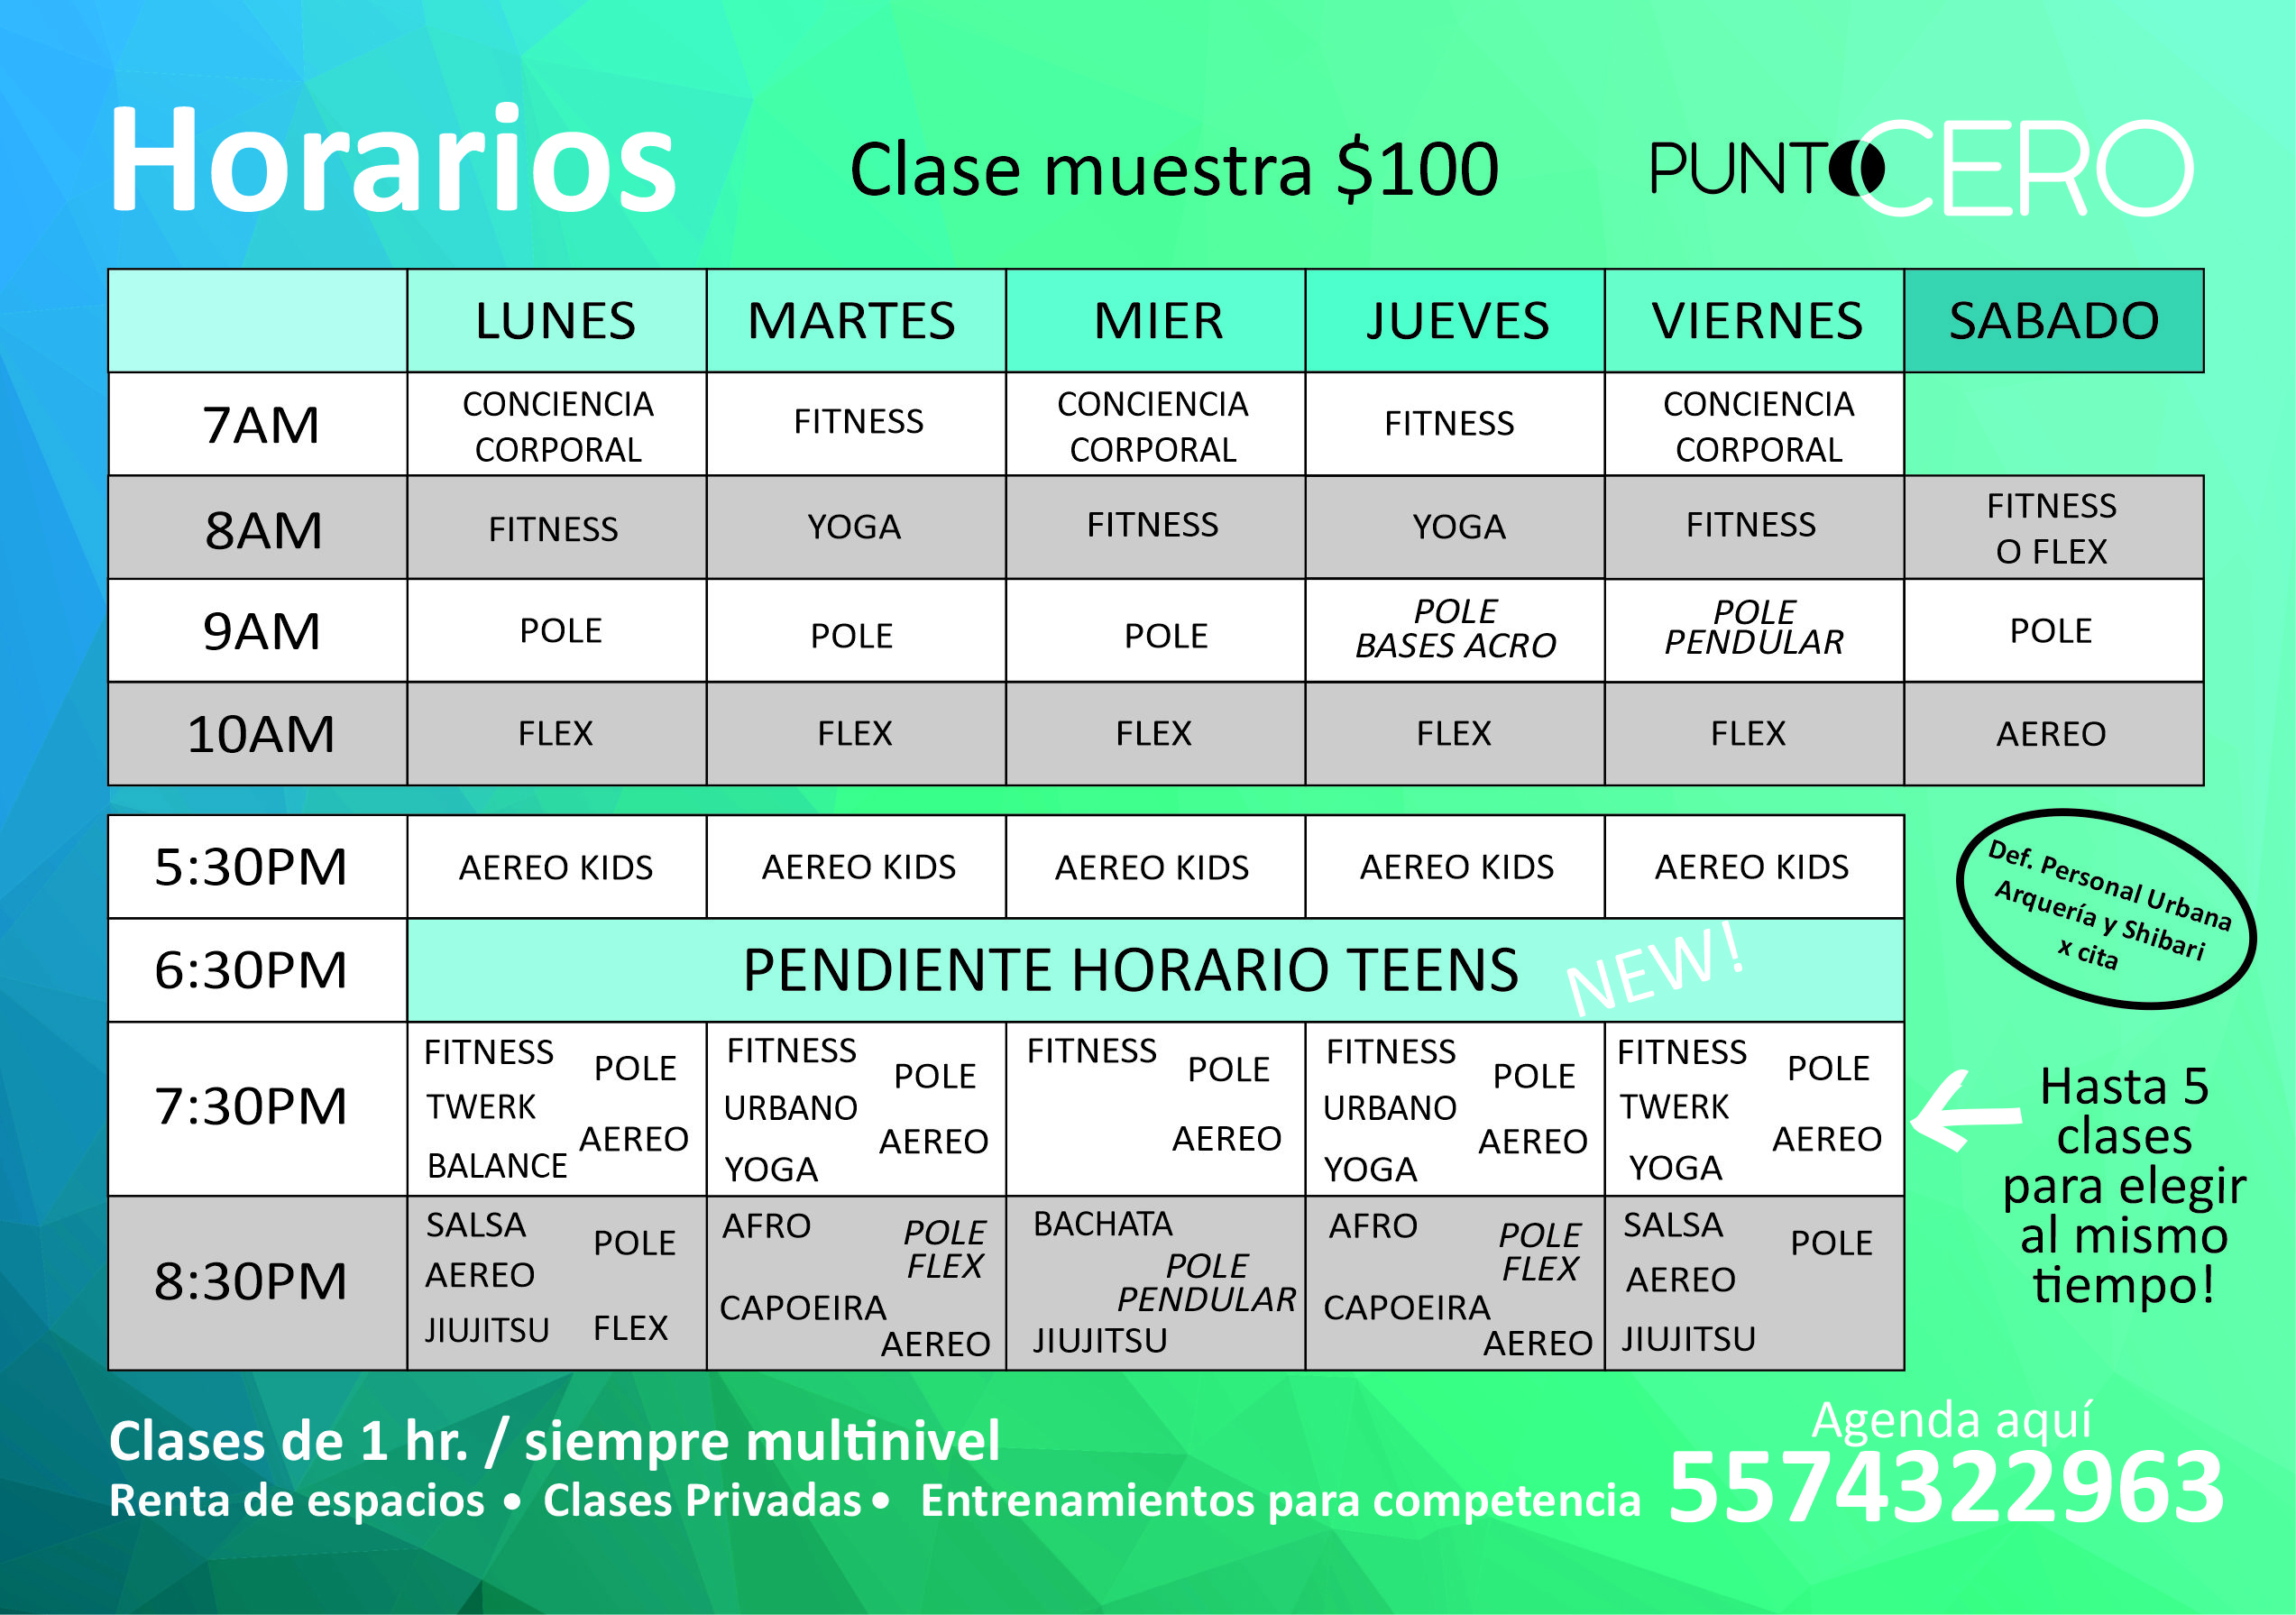 Horarios
Clase muestra $100
PUNTO CERO
LUNES MARTES MIER JUEVES VIERNES SABADO
7AM
CONCIENCIA
CORPORAL
FITNESS
CONCIENCIA
CORPORAL
FITNESS
CONCIENCIA
CORPORAL
8AM
FITNESS
YOGA
FITNESS
YOGA
FITNESS
FITNESS
O FLEX
9AM
POLE
POLE
POLE
POLE
BASES ACRO
POLE
PENDULAR
POLE
10AM
FLEX
FLEX
FLEX
FLEX
FLEX
AEREO
5:30PM
AEREO KIDS
AEREO KIDS
AEREO KIDS
AEREO KIDS
AEREO KIDS
6:30PM
PENDIENTE HORARIO TEENS
NEW!
7:30PM
FITNESS
TWERK
BALANCE
POLE
AEREO
FITNESS
URBANO
YOGA
POLE
AEREO
FITNESS
POLE
AEREO
FITNESS
URBANO
YOGA
POLE
AEREO
FITNESS
TWERK
YOGA
POLE
AEREO
8:30PM
SALSA
AEREO
JIUJITSU
POLE
FLEX
AFRO
CAPOEIRA
POLE
FLEX
AEREO
BACHATA
POLE
PENDULAR
JIUJITSU
AFRO
CAPOEIRA
POLE
FLEX
AEREO
SALSA
AEREO
JIUJITSU
POLE
Def. Personal Urbana
Arquería y Shibari
x cita
Hasta 5
clases
para elegir
al mismo
tiempo!
Clases de 1 hr. / siempre multinivel
Renta de espacios • Clases Privadas • Entrenamientos para competencia
Agenda aquí
5574322963